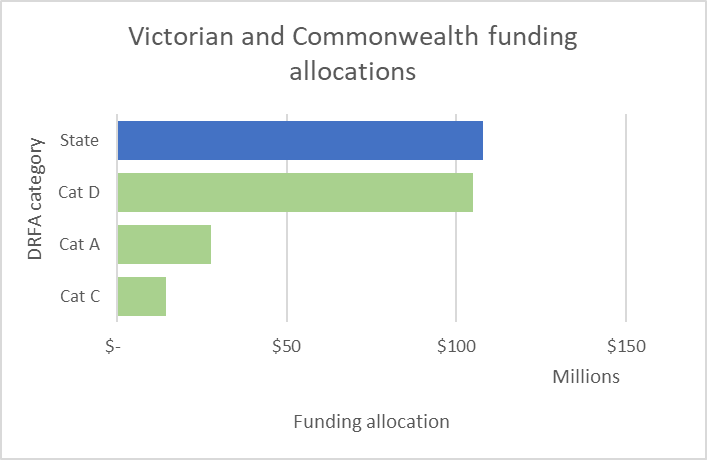 Victorian and Commonwealth funding
allocations
DRFA category
State
Cat D
Cat A
Cat C
$-
$50
$100
$150
Millions
Funding allocation